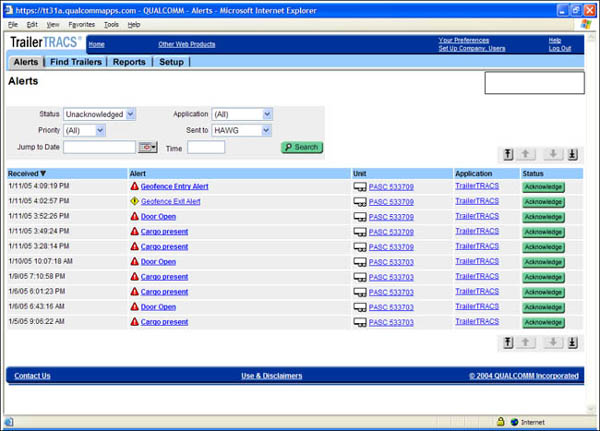 https://tt31a.qualcommapps.com - QUALCOMM - Alerts - Microsoft Internet Explorer
File Edit View Favorites Tools Help
TrailerTRACS® Home Other Web Products Your Preferences Help
Set Up Company, Users Log Out
Alerts Find Trailers Reports Setup
Alerts
Status Unacknowledged Application (All)
Priority (All) Sent to HAWG
Jump to Date Time Search
Received Alert Unit Application Status
1/11/05 4:09:19 PM Geofence Entry Alert PASC 533709 TrailerTRACS Acknowledge
1/11/05 4:02:57 PM Geofence Exit Alert PASC 533709 TrailerTRACS Acknowledge
1/11/05 3:52:26 PM Door Open PASC 533709 TrailerTRACS Acknowledge
1/11/05 3:49:24 PM Cargo present PASC 533709 TrailerTRACS Acknowledge
1/11/05 3:28:14 PM Cargo present PASC 533709 TrailerTRACS Acknowledge
1/10/05 10:07:18 AM Door Open PASC 533703 TrailerTRACS Acknowledge
1/9/05 7:10:58 PM Cargo present PASC 533703 TrailerTRACS Acknowledge
1/6/05 6:01:23 PM Cargo present PASC 533703 TrailerTRACS Acknowledge
1/6/05 6:43:16 AM Door Open PASC 533703 TrailerTRACS Acknowledge
1/5/05 9:06:22 AM Cargo present PASC 533703 TrailerTRACS Acknowledge
Contact Us Use & Disclaimers © 2004 QUALCOMM Incorporated
Internet